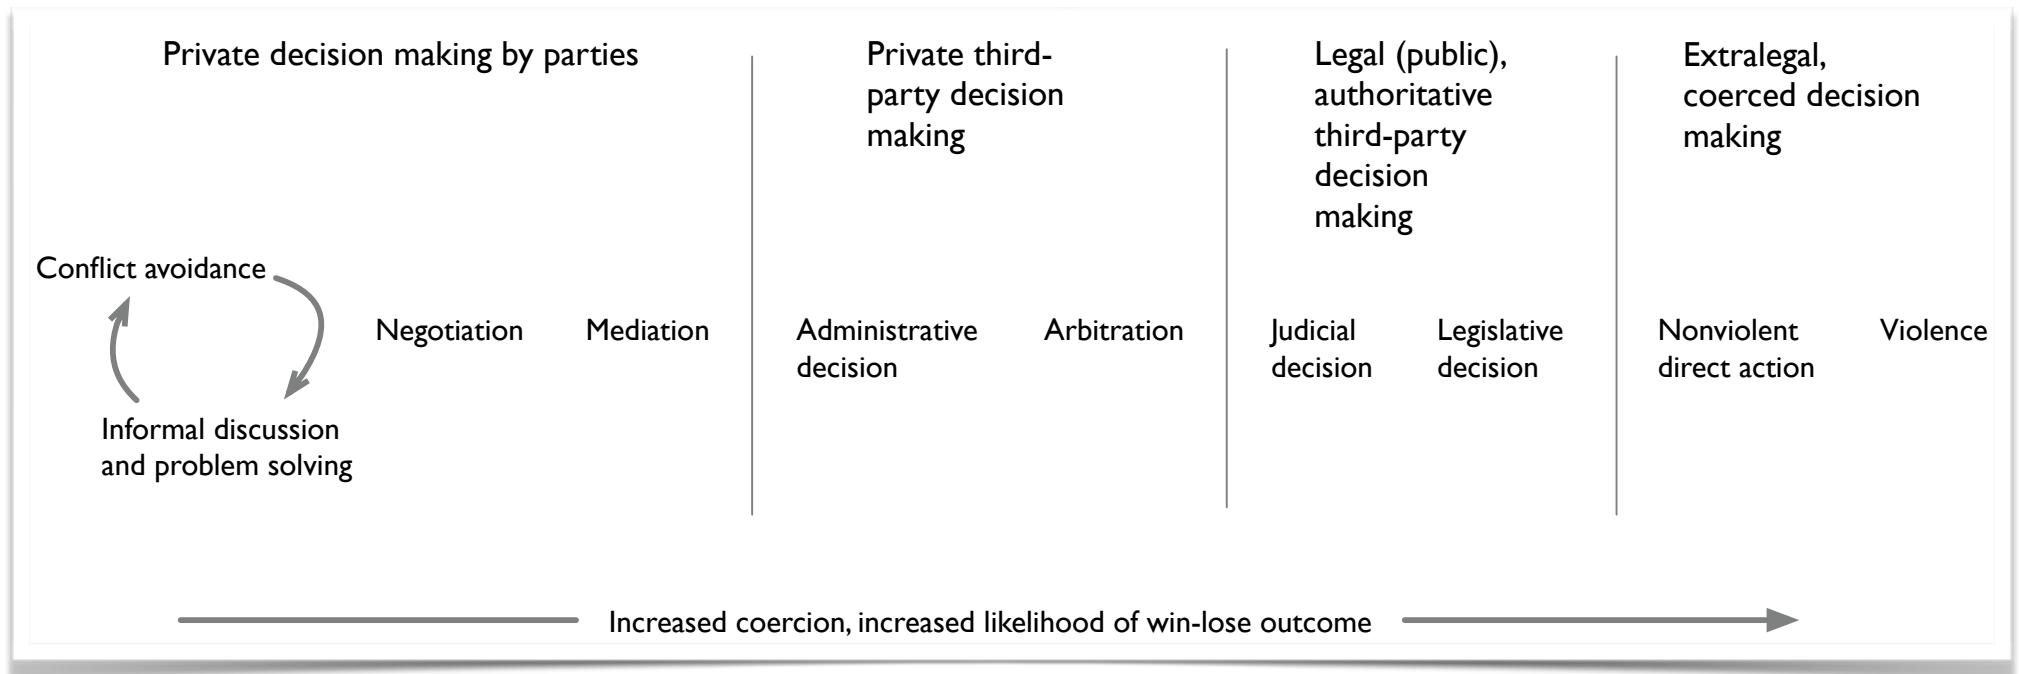 Private decision making by parties
Private third-
party decision
making
Legal (public),
authoritative
third-party
decision
making
Extralegal,
coerced decision
making
Conflict avoidance
Informal discussion
and problem solving
Negotiation
Mediation
Administrative
decision
Arbitration
Judicial
decision
Legislative
decision
Nonviolent
direct action
Violence
Increased coercion, increased likelihood of win-lose outcome